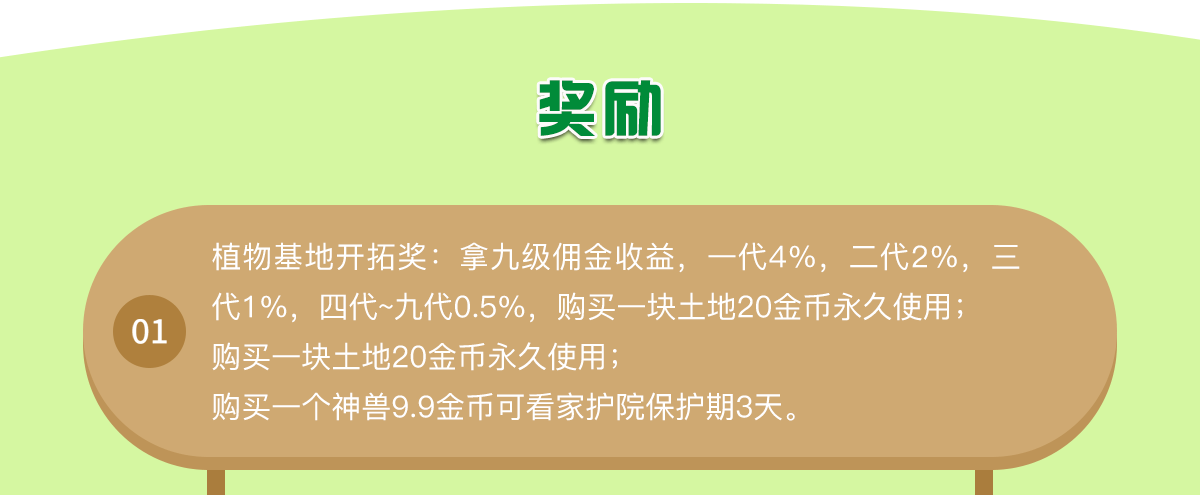 奖励
01
植物基地开拓奖：拿九级佣金收益，一代4%，二代2%，三
代1%，四代~九代0.5%，购买一块土地20金币永久使用；
购买一块土地20金币永久使用；
购买一个神兽9.9金币可看家护院保护期3天。